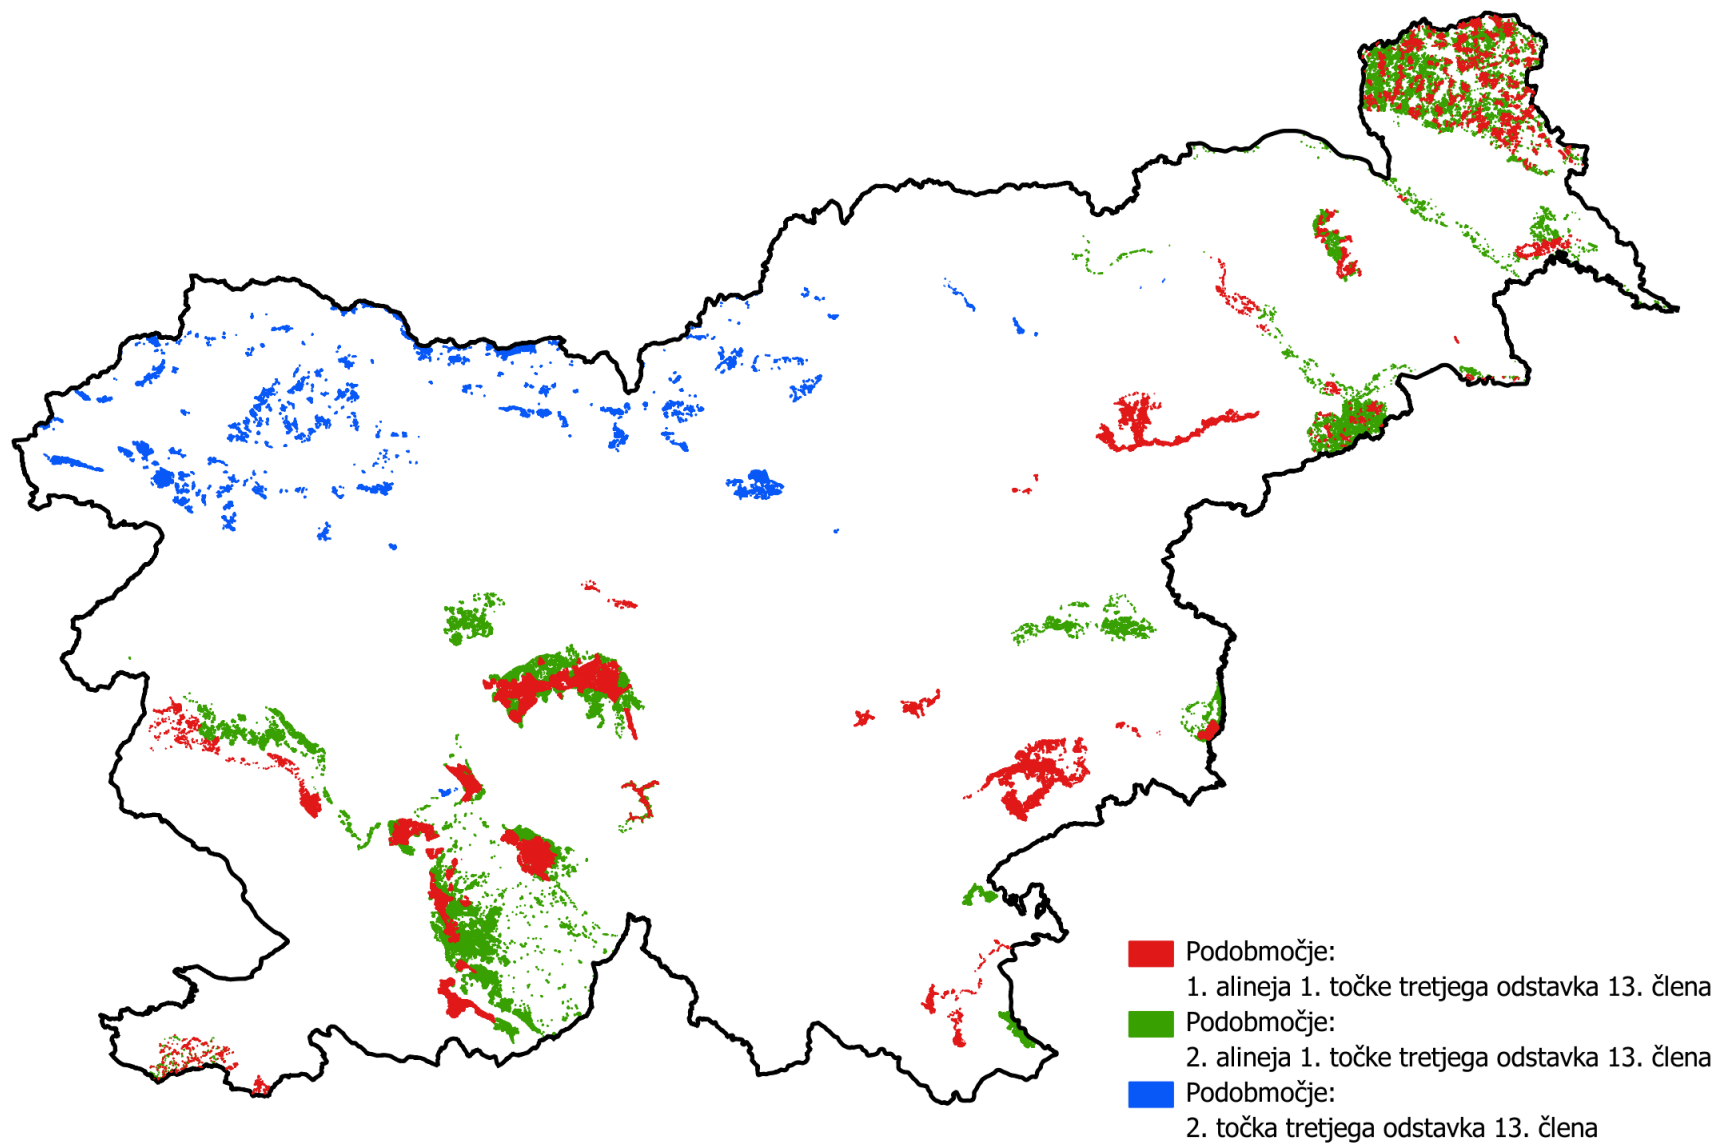 Podobmočje:
1. alineja 1. točke tretjega odstavka 13. člena
Podobmočje:
2. alineja 1. točke tretjega odstavka 13. člena
Podobmočje:
2. točka tretjega odstavka 13. člena